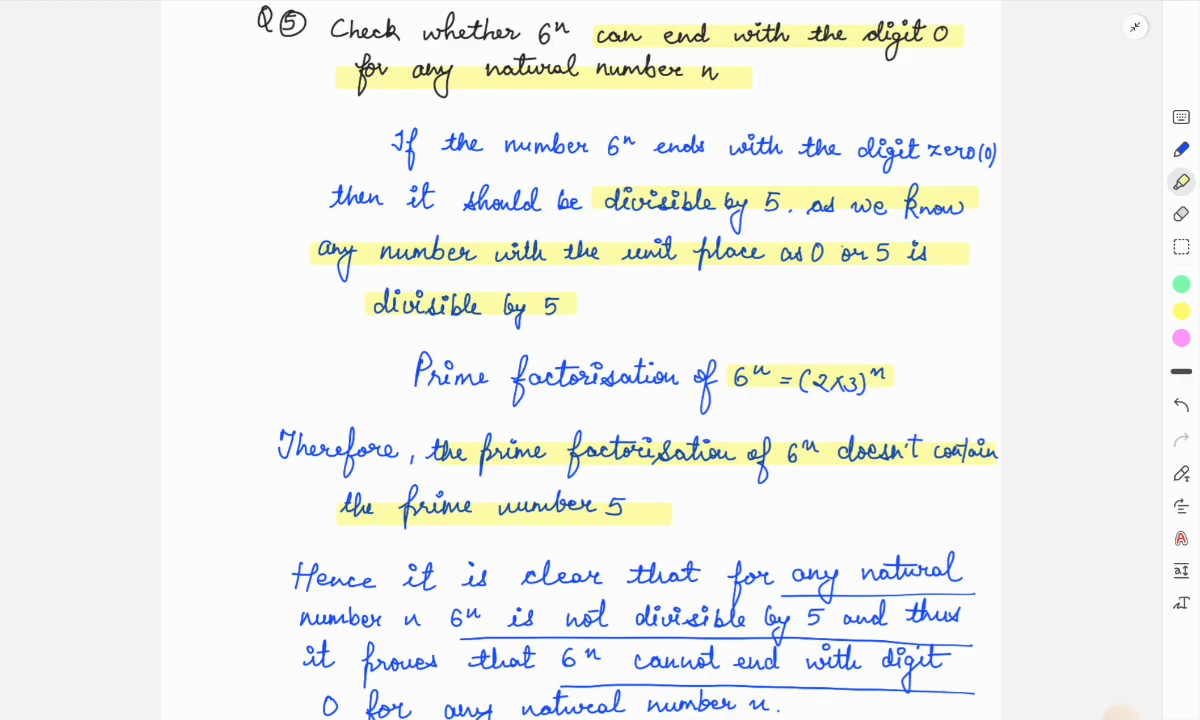 Q ⑤ Check whether 6ⁿ can end with the digit 0
for any natural number n
If the number 6ⁿ ends with the digit zero(0)
then it should be divisible by 5. as we know
any number with the unit place as 0 or 5 is
divisible by 5
Prime factorisation of 6ⁿ = (2×3)ⁿ
Therefore, the prime factorisation of 6ⁿ doesn't contain
the prime number 5
Hence it is clear that for any natural
number n 6ⁿ is not divisible by 5 and thus
it proves that 6ⁿ cannot end with digit
0 for any natural number n.